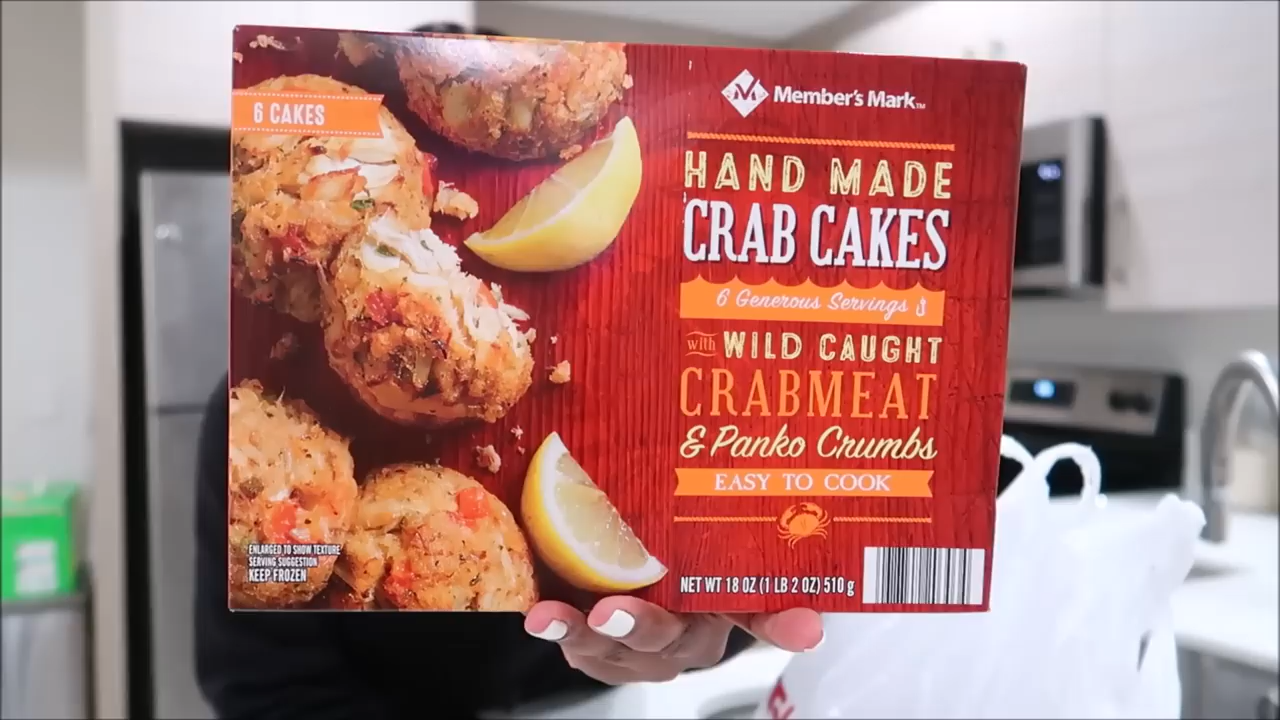 6 CAKES
Member's Mark™
HAND MADE
CRAB CAKES
6 Generous Servings
with WILD CAUGHT
CRABMEAT
& Panko Crumbs
EASY TO COOK
ENLARGED TO SHOW TEXTURE
SERVING SUGGESTION
KEEP FROZEN
NET WT 18 OZ (1 LB 2 OZ) 510 g